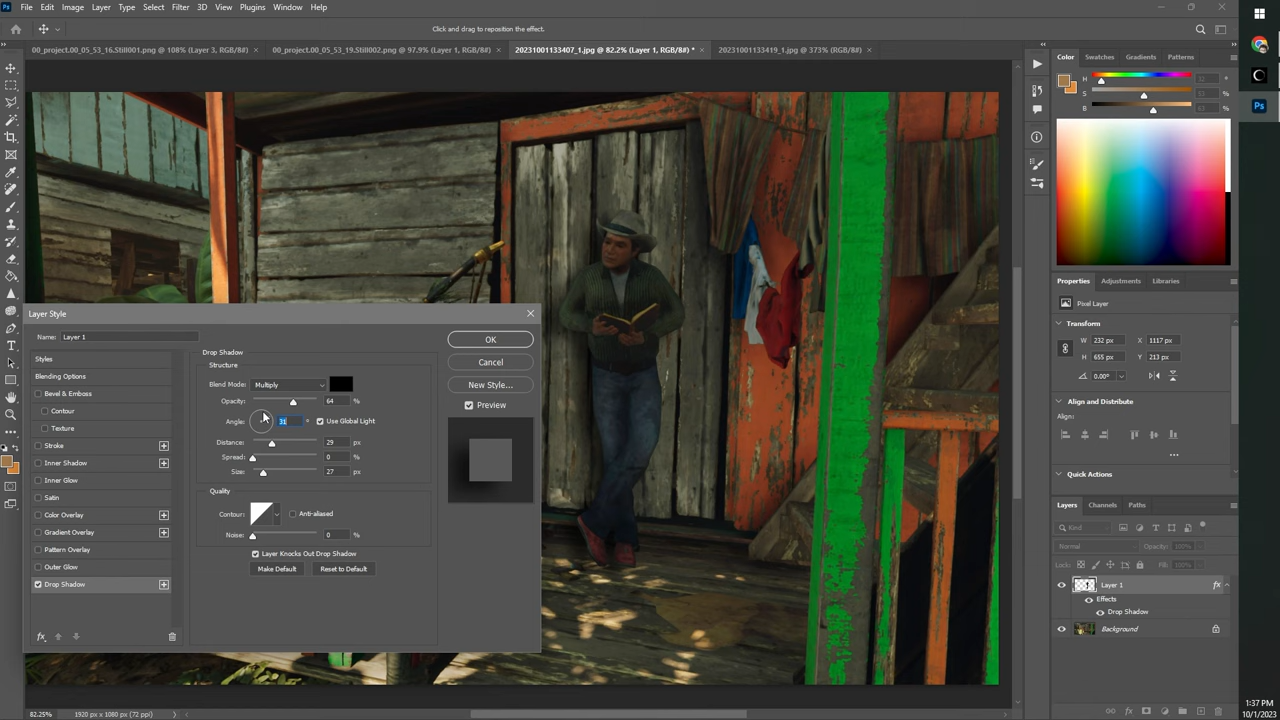 Ps File Edit Image Layer Type Select Filter 3D View Plugins Window Help
Click and drag to reposition the effect.
00_project.00_05_53_16.Still001.png @ 108% (Layer 3, RGB/8#) × 00_project.00_05_53_19.Still002.png @ 97.9% (Layer 1, RGB/8#) × 20231001133407_1.jpg @ 82.2% (Layer 1, RGB/8#) * × 20231001133419_1.jpg @ 373% (RGB/8#) ×
Color Swatches Gradients Patterns
H °
S %
B %
Ps
Properties Adjustments Libraries
Pixel Layer
Transform
W 232 px X 1117 px
H 655 px Y 213 px
0.00°
Align and Distribute
Align:
Quick Actions
Layers Channels Paths
Kind
Normal Opacity: 100%
Lock: Fill: 100%
Layer 1 fx
Effects
Drop Shadow
Background
Layer Style
Name: Layer 1
Styles
Blending Options
Bevel & Emboss
Contour
Texture
Stroke
Inner Shadow
Inner Glow
Satin
Color Overlay
Gradient Overlay
Pattern Overlay
Outer Glow
Drop Shadow
fx
Drop Shadow
Structure
Blend Mode: Multiply
Opacity: 64 %
Angle: 31 ° Use Global Light
Distance: 29 px
Spread: 0 %
Size: 27 px
Quality
Contour: Anti-aliased
Noise: 0 %
Layer Knocks Out Drop Shadow
Make Default Reset to Default
OK
Cancel
New Style...
Preview
82.25% 1920 px x 1080 px (72 ppi)
1:37 PM
10/1/2023